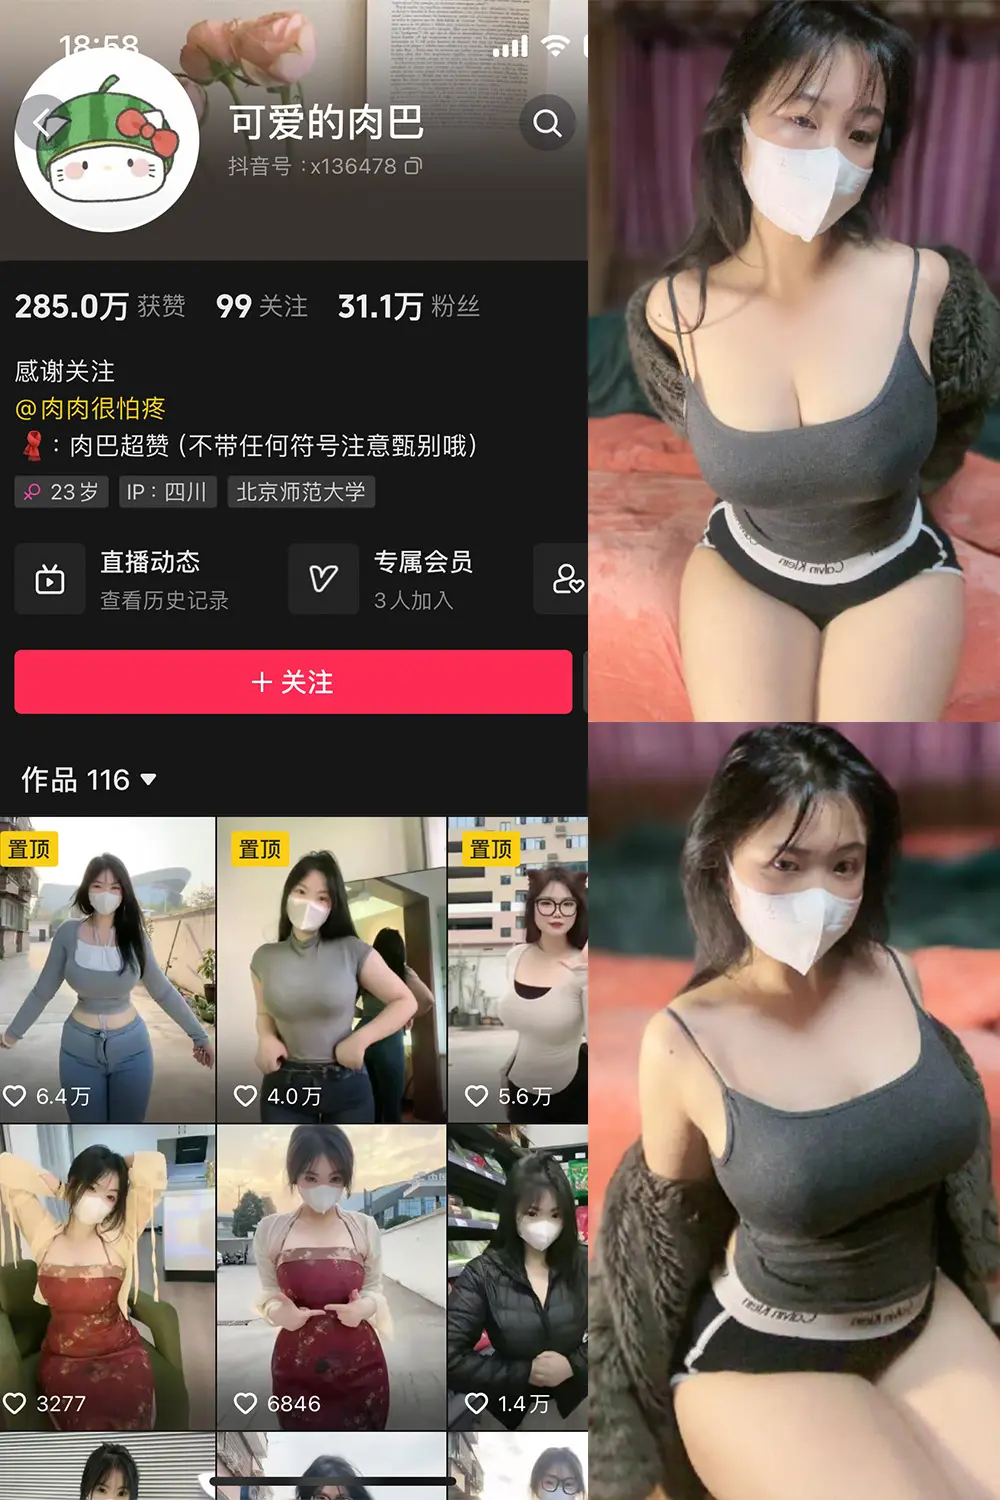 18:58
可爱的肉巴
抖音号：x136478
285.0万 获赞 99 关注 31.1万 粉丝
感谢关注
@肉肉很怕疼
：肉巴超赞（不带任何符号注意甄别哦）
23岁 IP：四川 北京师范大学
直播动态 专属会员
查看历史记录 3人加入
＋关注
作品 116
置顶 置顶 置顶
6.4万 4.0万 5.6万
3277 6846 1.4万
Calvin Klein
Calvin Klein Calvin Klein